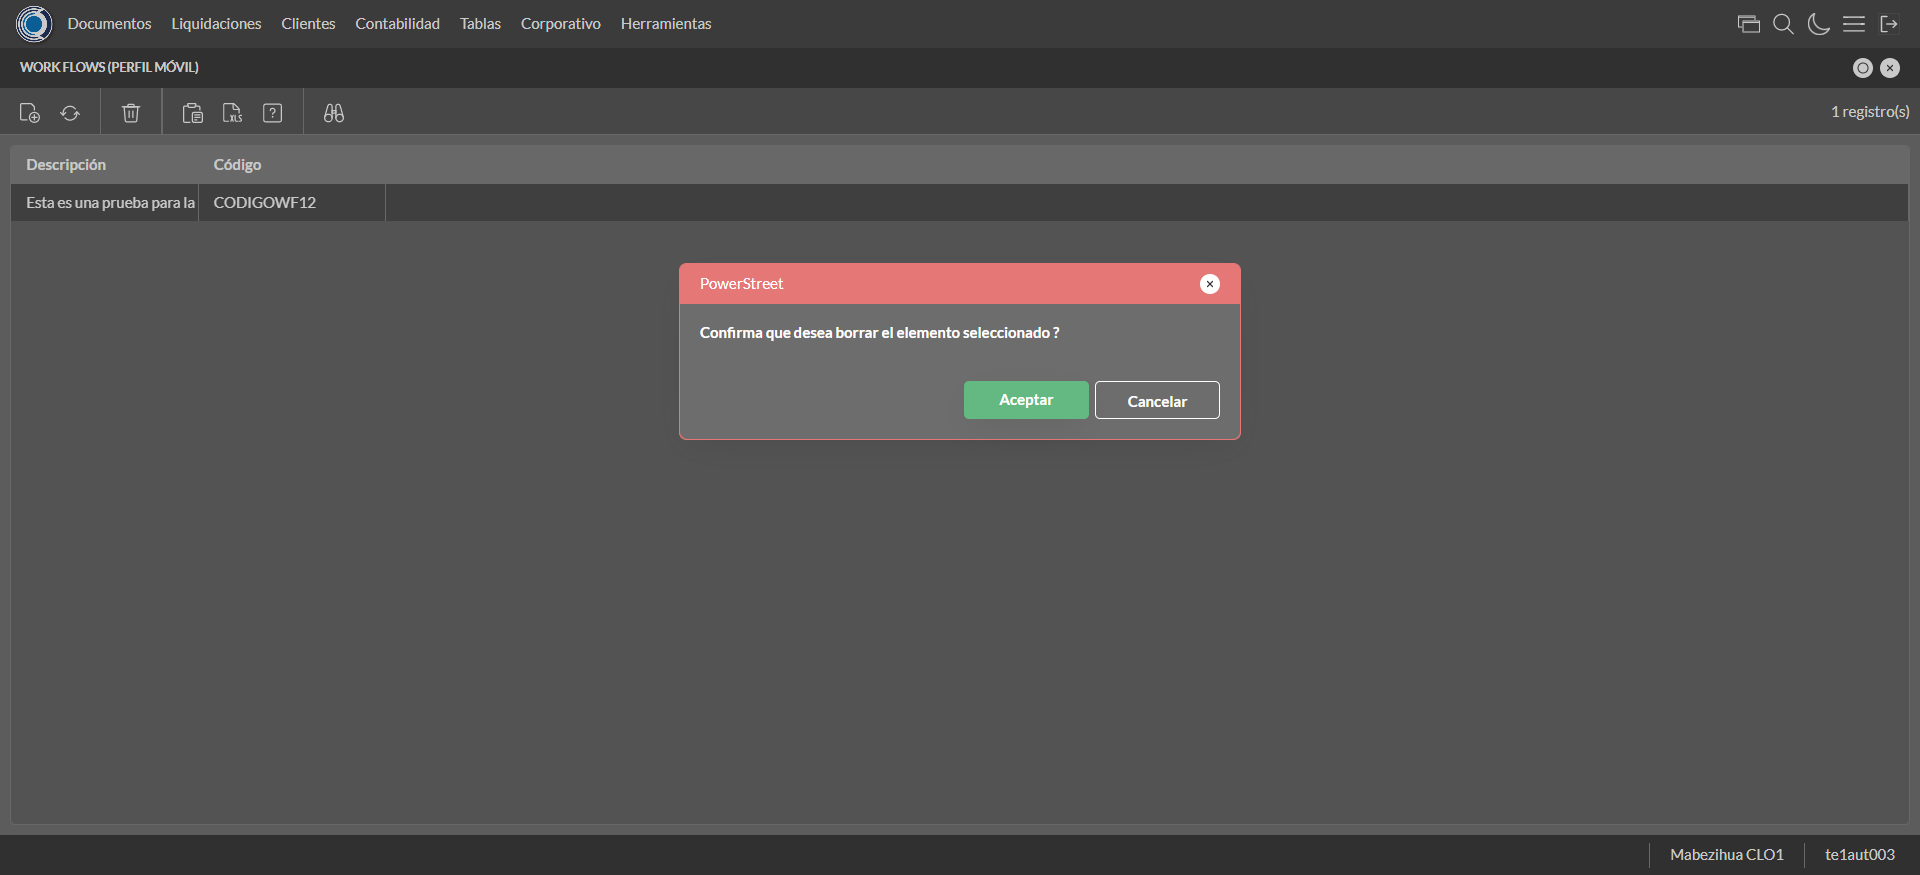 Documentos Liquidaciones Clientes Contabilidad Tablas Corporativo Herramientas
WORK FLOWS (PERFIL MÓVIL)
XLS ? 1 registro(s)
Descripción Código
Esta es una prueba para la CODIGOWF12
PowerStreet
Confirma que desea borrar el elemento seleccionado ?
Aceptar Cancelar
Mabezihua CLO1 te1aut003